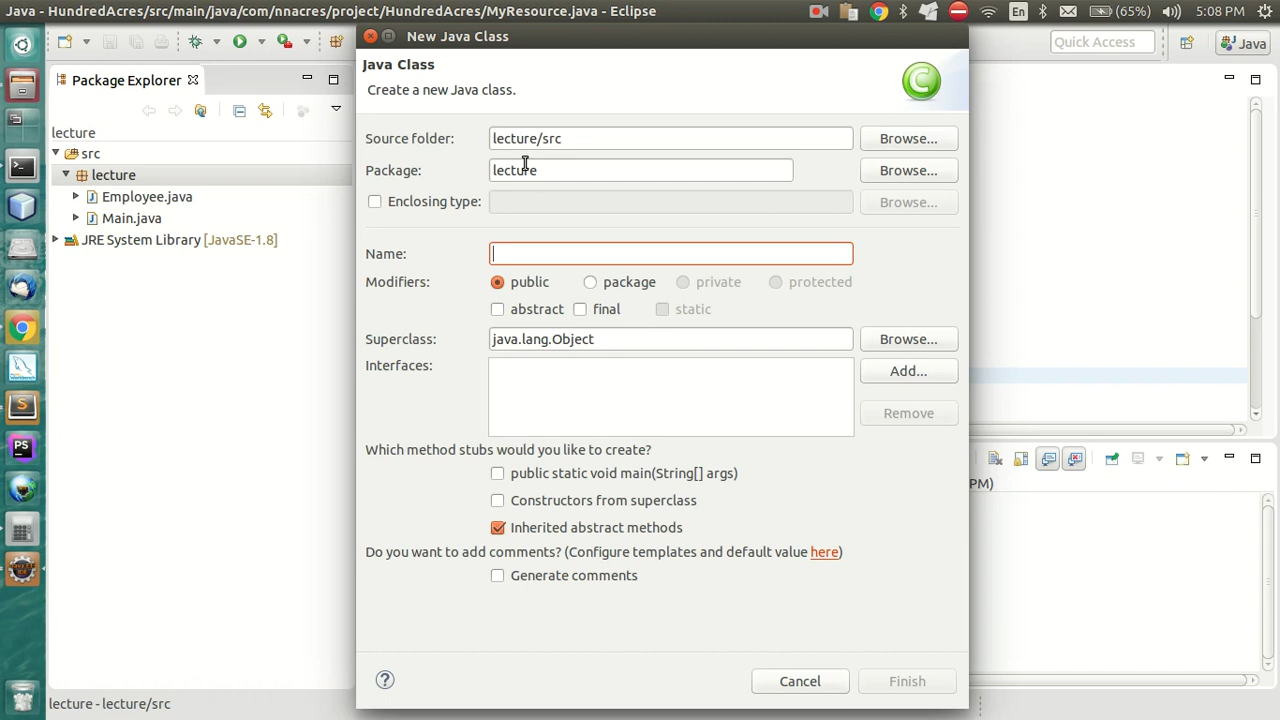 Java - HundredAcres/src/main/java/com/nnacres/project/HundredAcres/MyResource.java - Eclipse
En
(65%)
5:08 PM
New Java Class
Quick Access
Java
Package Explorer
lecture
src
lecture
Employee.java
Main.java
JRE System Library [JavaSE-1.8]
Java Class
Create a new Java class.
C
Source folder: lecture/src Browse...
Package: lecture Browse...
Enclosing type: Browse...
Name:
Modifiers: public package private protected
abstract final static
Superclass: java.lang.Object Browse...
Interfaces: Add...
Remove
Which method stubs would you like to create?
public static void main(String[] args)
Constructors from superclass
Inherited abstract methods
Do you want to add comments? (Configure templates and default value here)
Generate comments
Cancel Finish
PM)
PS
lecture - lecture/src